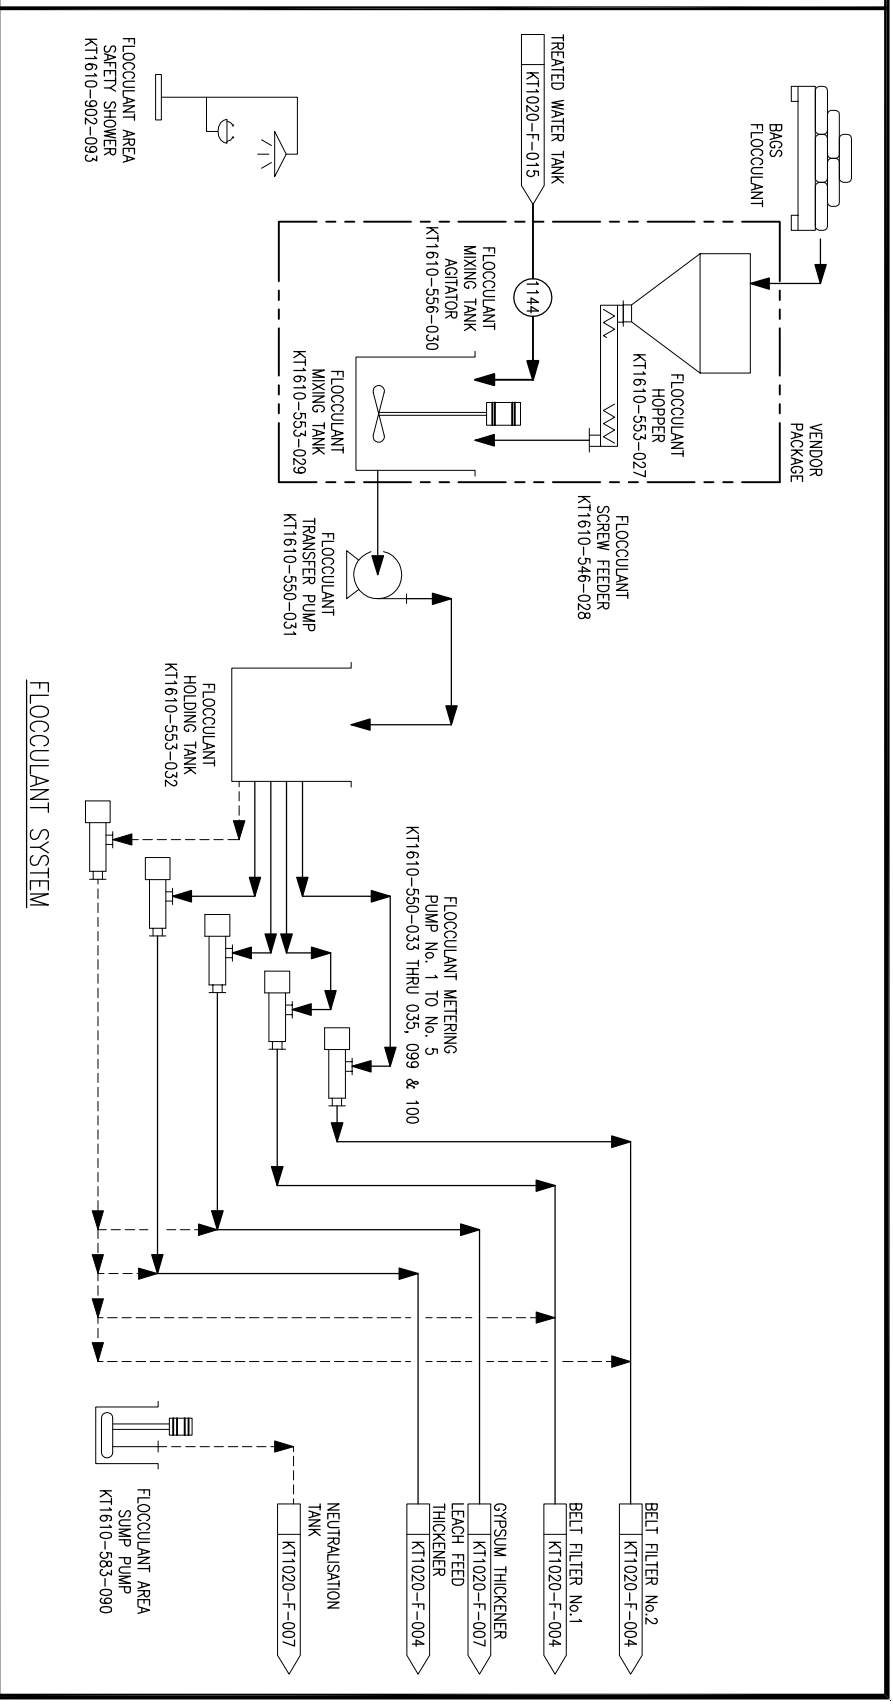 BAGS
FLOCCULANT
TREATED WATER TANK
KT1020-F-015
FLOCCULANT AREA
SAFETY SHOWER
KT1610-902-093
VENDOR
PACKAGE
FLOCCULANT
HOPPER
KT1610-553-027
1144
FLOCCULANT
MIXING TANK
AGITATOR
KT1610-556-030
FLOCCULANT
MIXING TANK
KT1610-553-029
FLOCCULANT
SCREW FEEDER
KT1610-546-028
FLOCCULANT
TRANSFER PUMP
KT1610-550-031
FLOCCULANT
HOLDING TANK
KT1610-553-032
FLOCCULANT METERING
PUMP No. 1 TO No. 5
KT1610-550-033 THRU 035, 099 & 100
BELT FILTER No.2
KT1020-F-004
BELT FILTER No.1
KT1020-F-004
GYPSUM THICKENER
KT1020-F-007
LEACH FEED
THICKENER
KT1020-F-004
NEUTRALISATION
TANK
KT1020-F-007
FLOCCULANT AREA
SUMP PUMP
KT1610-583-090
FLOCCULANT SYSTEM